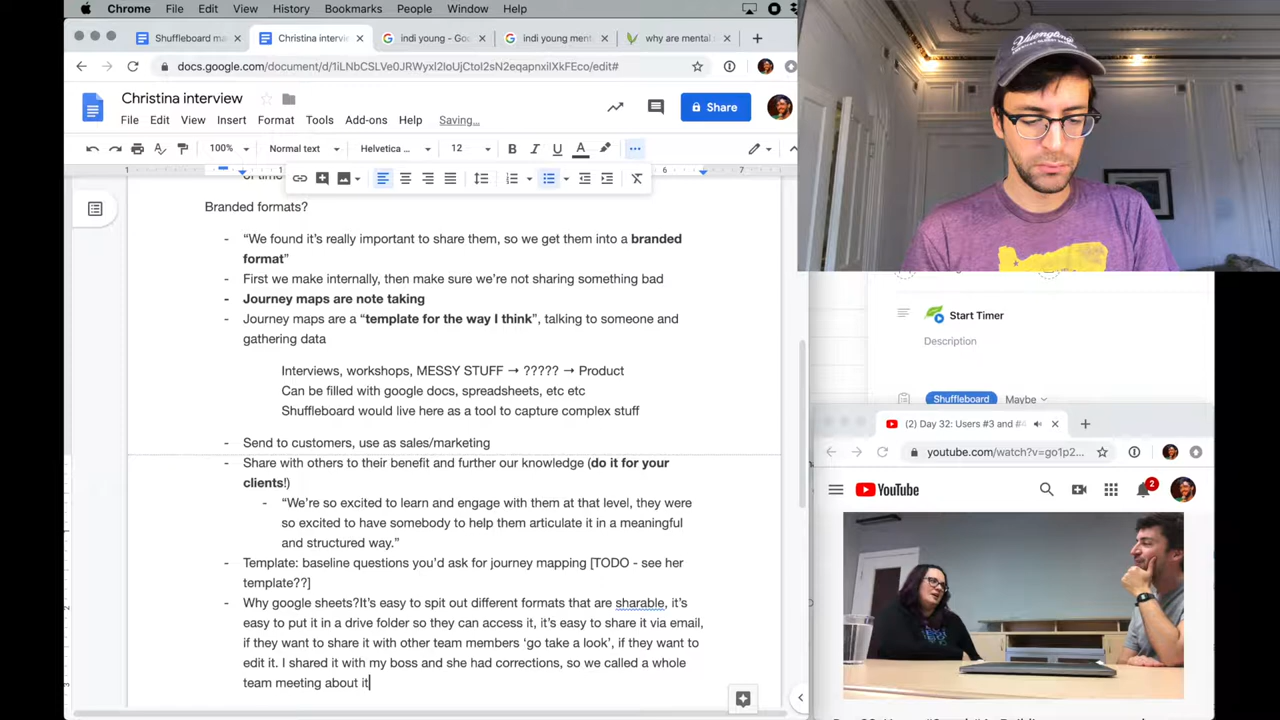 Chrome File Edit View History Bookmarks People Window Help
Shuffleboard ma
Christina intervie
indi young
indi young ment
why are mental
docs.google.com
Christina interview
File Edit View Insert Format Tools Add-ons Help Saving...
Share
100% Normal text Helvetica ... 12 B I U A
1 6 7
of time
Branded formats?
- “We found it’s really important to share them, so we get them into a branded
format”
- First we make internally, then make sure we’re not sharing something bad
- Journey maps are note taking
- Journey maps are a “template for the way I think”, talking to someone and
gathering data
Interviews, workshops, MESSY STUFF → ????? → Product
Can be filled with google docs, spreadsheets, etc etc
Shuffleboard would live here as a tool to capture complex stuff
- Send to customers, use as sales/marketing
- Share with others to their benefit and further our knowledge (do it for your
clients!)
- “We’re so excited to learn and engage with them at that level, they were
so excited to have somebody to help them articulate it in a meaningful
and structured way.”
- Template: baseline questions you’d ask for journey mapping [TODO - see her
template??]
- Why google sheets?It’s easy to spit out different formats that are sharable, it’s
easy to put it in a drive folder so they can access it, it’s easy to share it via email,
if they want to share it with other team members ‘go take a look’, if they want to
edit it. I shared it with my boss and she had corrections, so we called a whole
team meeting about it
Yuengling
Start Timer
Description
Shuffleboard Maybe
(2) Day 32: Users #3 and #4
youtube.com/watch?v=go1p2...
YouTube
2